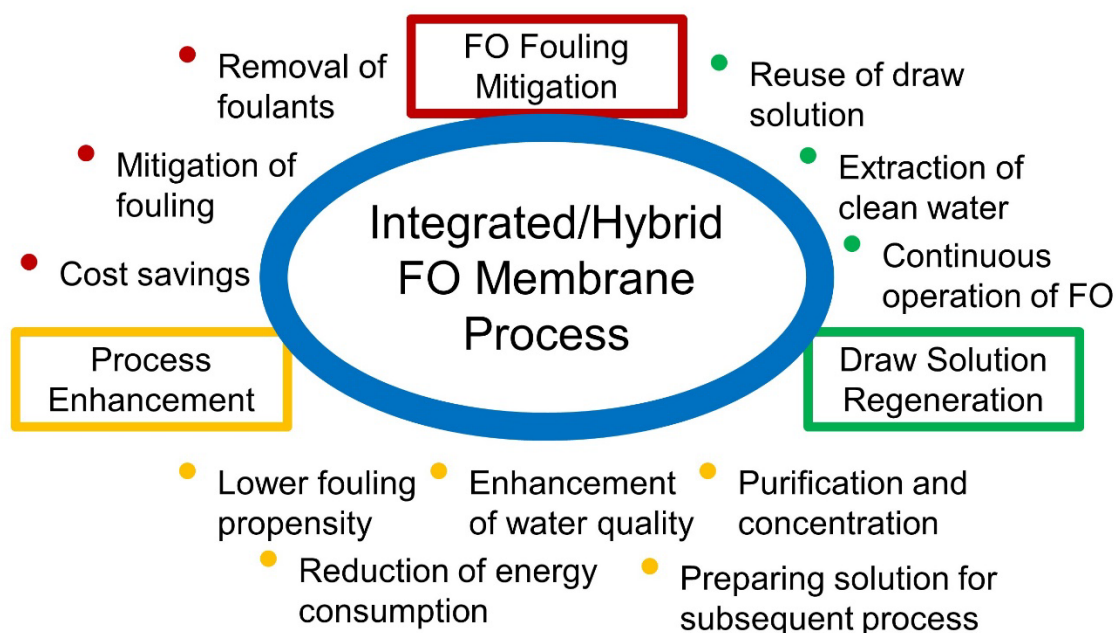 FO Fouling
Mitigation
Removal of
foulants
Mitigation of
fouling
Cost savings
Reuse of draw
solution
Extraction of
clean water
Continuous
operation of FO
Integrated/Hybrid
FO Membrane
Process
Process
Enhancement
Draw Solution
Regeneration
Lower fouling
propensity
Enhancement
of water quality
Purification and
concentration
Reduction of energy
consumption
Preparing solution for
subsequent process